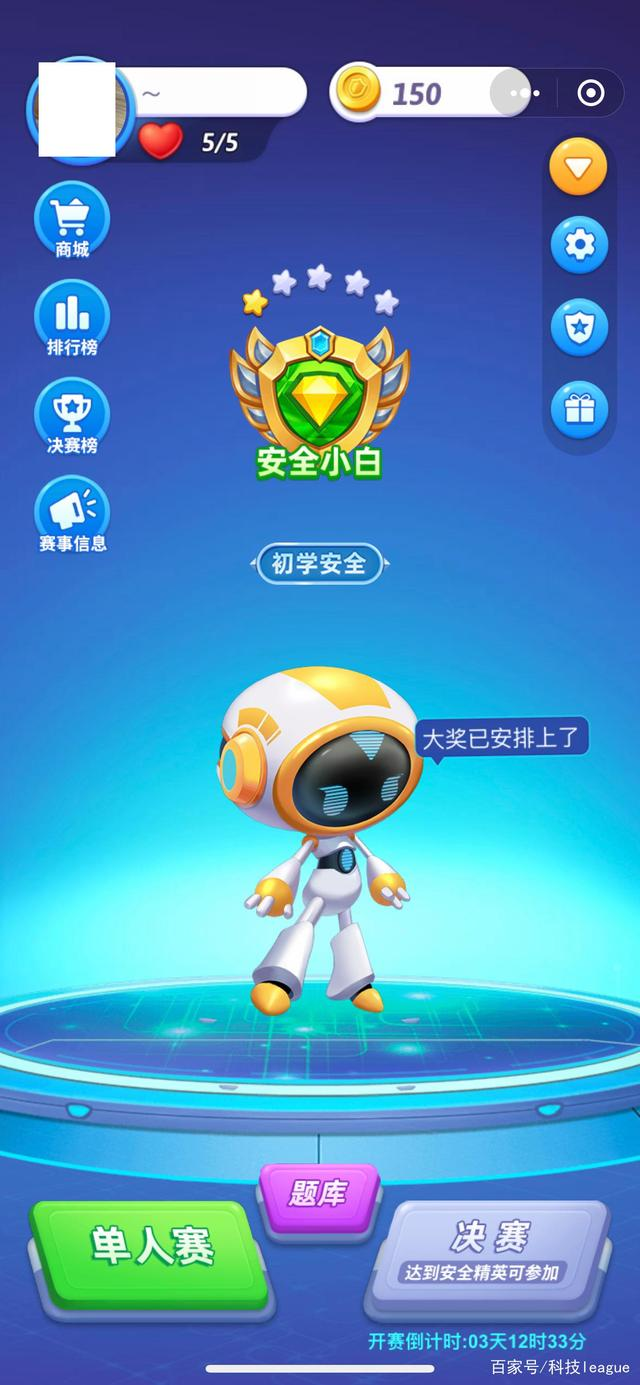 ~
150
5/5
商城
排行榜
决赛榜
赛事信息
安全小白
初学安全
大奖已安排上了
题库
单人赛
决赛
达到安全精英可参加
开赛倒计时:03天12时33分
百家号/科技league